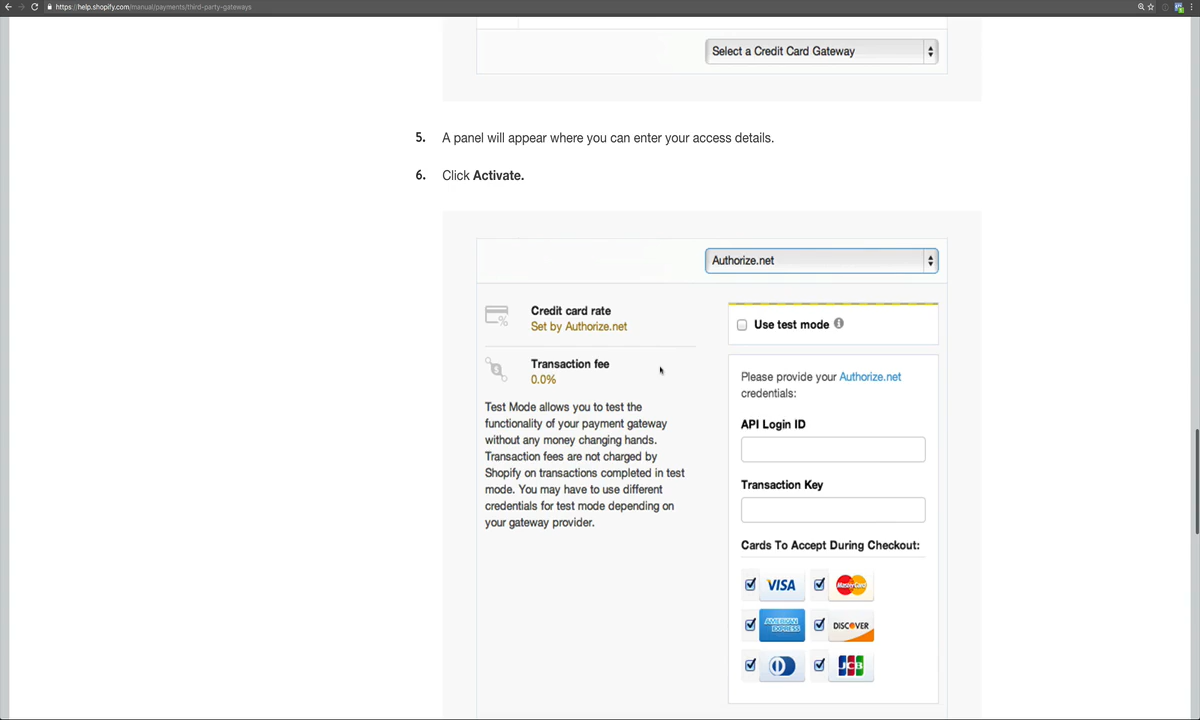 https://help.shopify.com/manual/payments/third-party-gateways
Select a Credit Card Gateway
5. A panel will appear where you can enter your access details.
6. Click Activate.
Authorize.net
Credit card rate
Set by Authorize.net
Transaction fee
0.0%
Test Mode allows you to test the
functionality of your payment gateway
without any money changing hands.
Transaction fees are not charged by
Shopify on transactions completed in test
mode. You may have to use different
credentials for test mode depending on
your gateway provider.
Use test mode
Please provide your Authorize.net
credentials:
API Login ID
Transaction Key
Cards To Accept During Checkout:
VISA MasterCard
AMERICAN EXPRESS DISCOVER
JCB